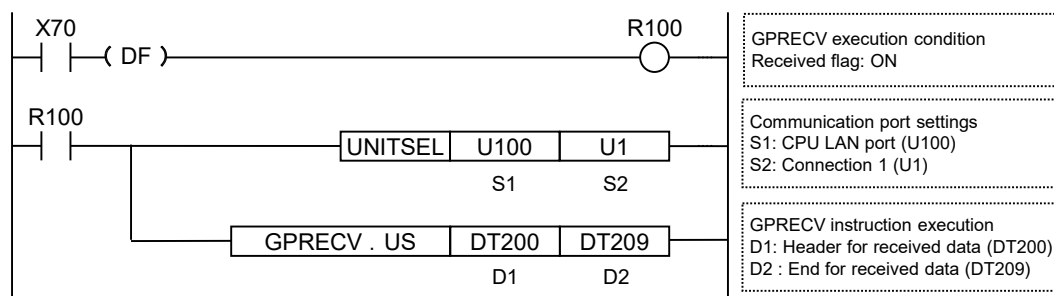 X70
( DF )
R100
GPRECV execution condition
Received flag: ON
R100
UNITSEL U100 U1
S1 S2
Communication port settings
S1: CPU LAN port (U100)
S2: Connection 1 (U1)
GPRECV . US DT200 DT209
D1 D2
GPRECV instruction execution
D1: Header for received data (DT200)
D2 : End for received data (DT209)